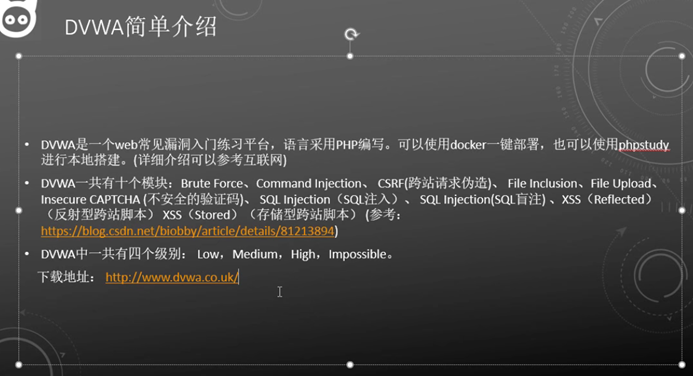 DVWA简单介绍
• DVWA是一个web常见漏洞入门练习平台，语言采用PHP编写。可以使用docker一键部署，也可以使用phpstudy
进行本地搭建。(详细介绍可以参考互联网)
• DVWA一共有十个模块：Brute Force、Command Injection、 CSRF(跨站请求伪造)、 File Inclusion、File Upload、
Insecure CAPTCHA (不安全的验证码)、 SQL Injection（SQL注入）、 SQL Injection(SQL盲注) 、XSS（Reflected）
（反射型跨站脚本） XSS（Stored）（存储型跨站脚本） (参考：
https://blog.csdn.net/biobby/article/details/81213894)
• DVWA中一共有四个级别： Low，Medium，High，Impossible。
下载地址： http://www.dvwa.co.uk/